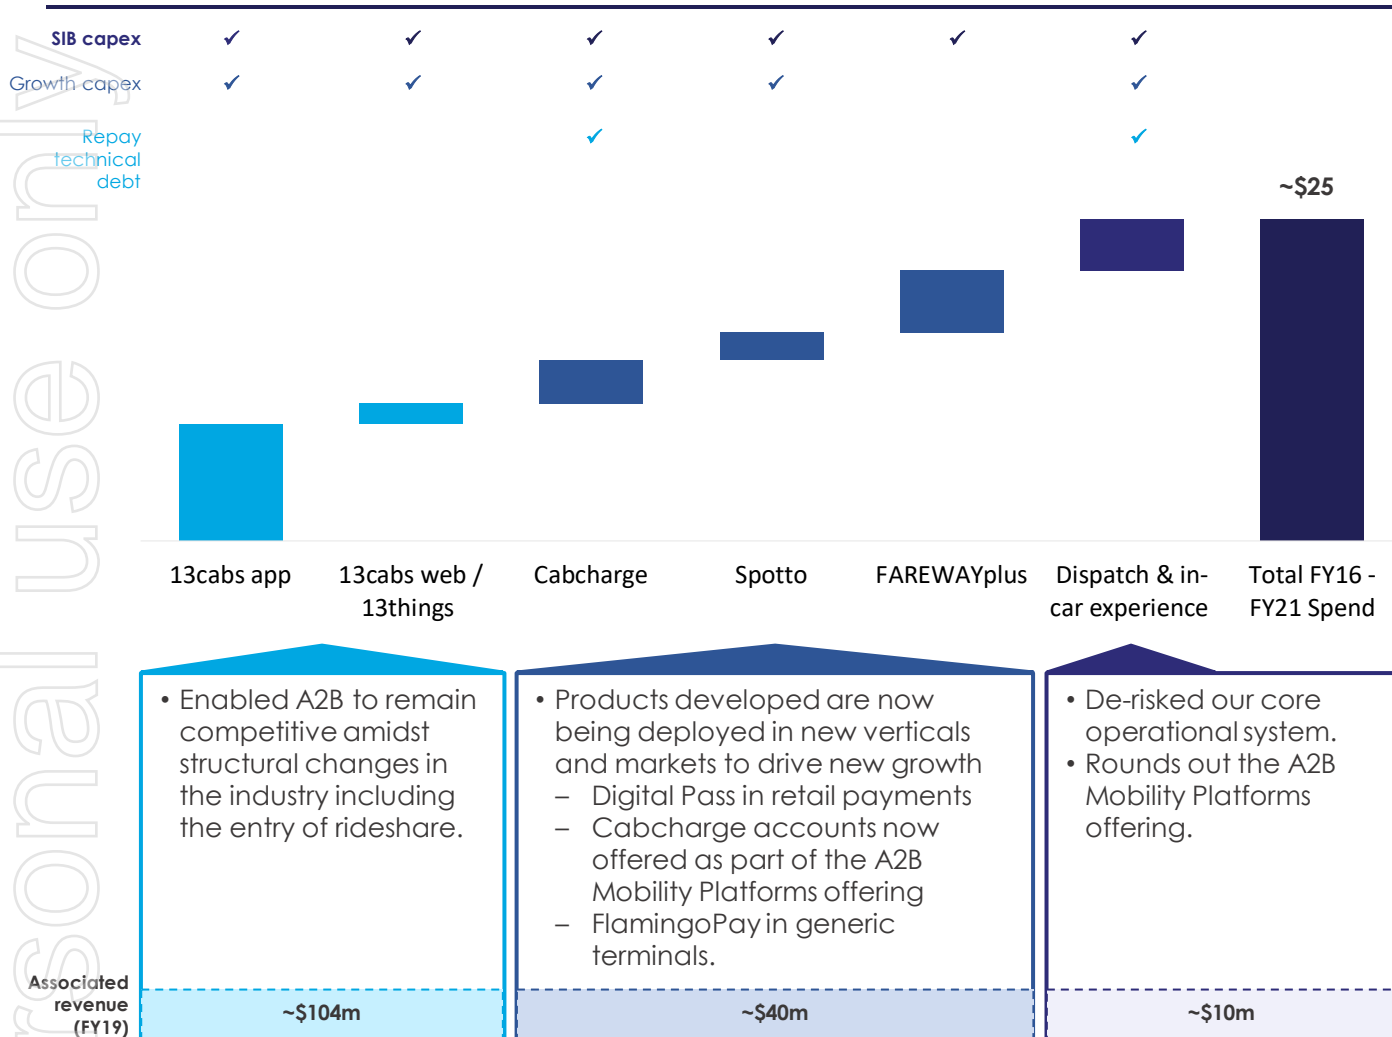 SIB capex ✓ ✓ ✓ ✓ ✓ ✓
Growth capex ✓ ✓ ✓ ✓ ✓
Repay
technical
debt
✓ ✓
~$25
13cabs app
13cabs web /
13things
Cabcharge
Spotto
FAREWAYplus
Dispatch & in-
car experience
Total FY16 -
FY21 Spend
• Enabled A2B to remain
competitive amidst
structural changes in
the industry including
the entry of rideshare.
• Products developed are now
being deployed in new verticals
and markets to drive new growth
– Digital Pass in retail payments
– Cabcharge accounts now
offered as part of the A2B
Mobility Platforms offering
– FlamingoPay in generic
terminals.
• De-risked our core
operational system.
• Rounds out the A2B
Mobility Platforms
offering.
Associated
revenue
(FY19)
~$104m
~$40m
~$10m
rsonal use only